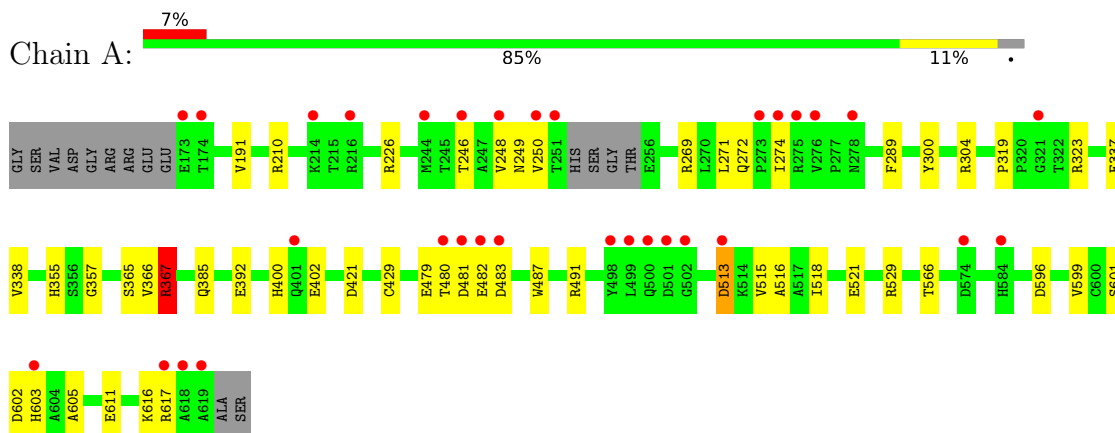 7%
Chain A:
85% 11% •
GLY SER VAL ASP GLY ARG ARG GLU GLU E173 T174 V191 R210 K214 T215 R216 R226 M244 T245 T246 A247 V248 N249 V250 T251 HIS SER GLY THR E256 R269 L270 L271 Q272 P273 I274 R275 V276 P277 N278 F289 Y300 R304 P319 P320 G321 T322 R323 E337
V338 H355 S356 G357 S365 V366 R367 Q385 E392 H400 Q401 E402 D421 C429 E479 T480 D481 E482 D483 W487 R491 Y498 L499 Q500 D501 G502 D513 K514 V515 A516 A517 I518 E521 R529 T566 D574 H584 D596 V599 C600 S601
D602 H603 A604 A605 E611 K616 R617 A618 A619 ALA SER